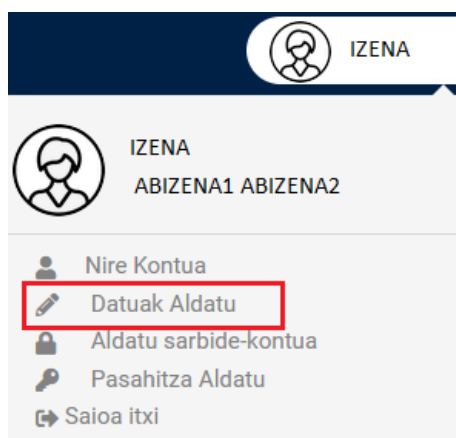 IZENA
IZENA
ABIZENA1 ABIZENA2
Nire Kontua
Datuak Aldatu
Aldatu sarbide-kontua
Pasahitza Aldatu
Saioa itxi